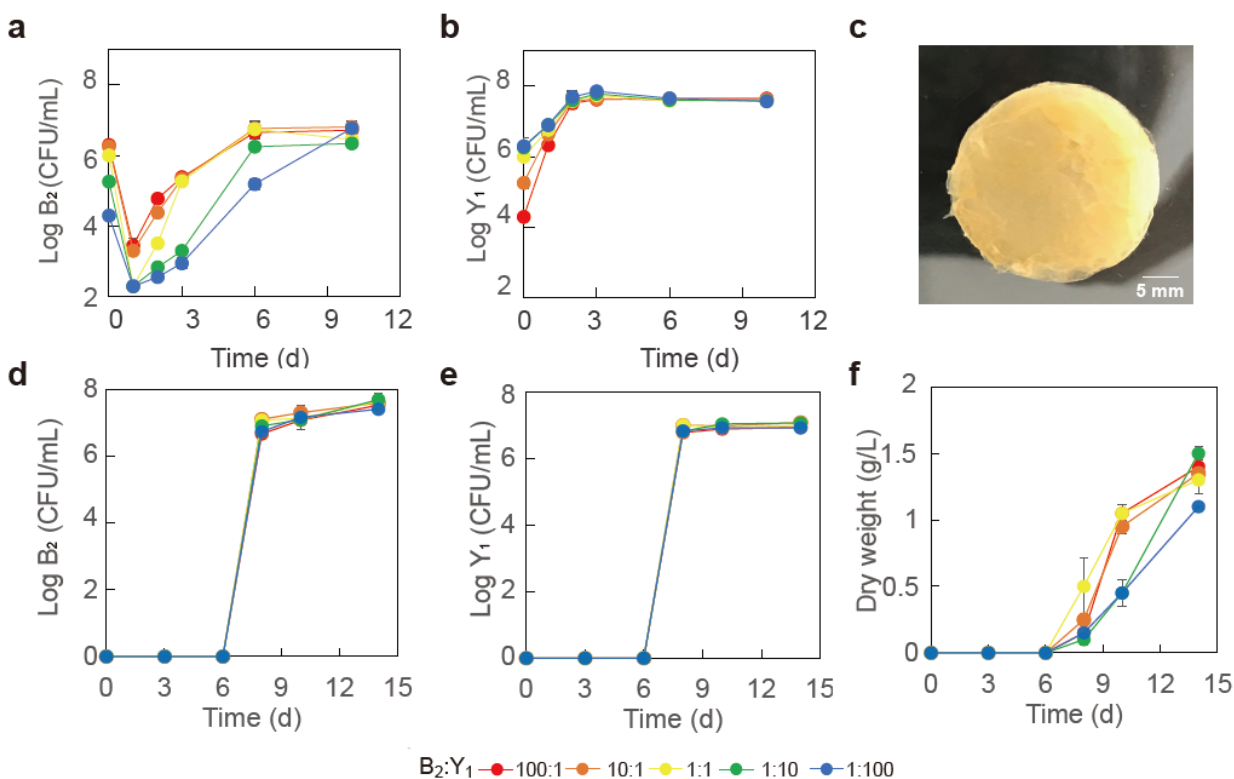 a
Log B₂ (CFU/mL)
8
6
4
2
0 3 6 9 12
Time (d)
b
Log Y₁ (CFU/mL)
8
6
4
2
0 3 6 9 12
Time (d)
c
5 mm
d
Log B₂ (CFU/mL)
8
6
4
2
0
0 3 6 9 12 15
Time (d)
e
Log Y₁ (CFU/mL)
8
6
4
2
0
0 3 6 9 12 15
Time (d)
f
Dry weight (g/L)
2
1.5
1
0.5
0
0 3 6 9 12 15
Time (d)
B₂:Y₁ 100:1 10:1 1:1 1:10 1:100